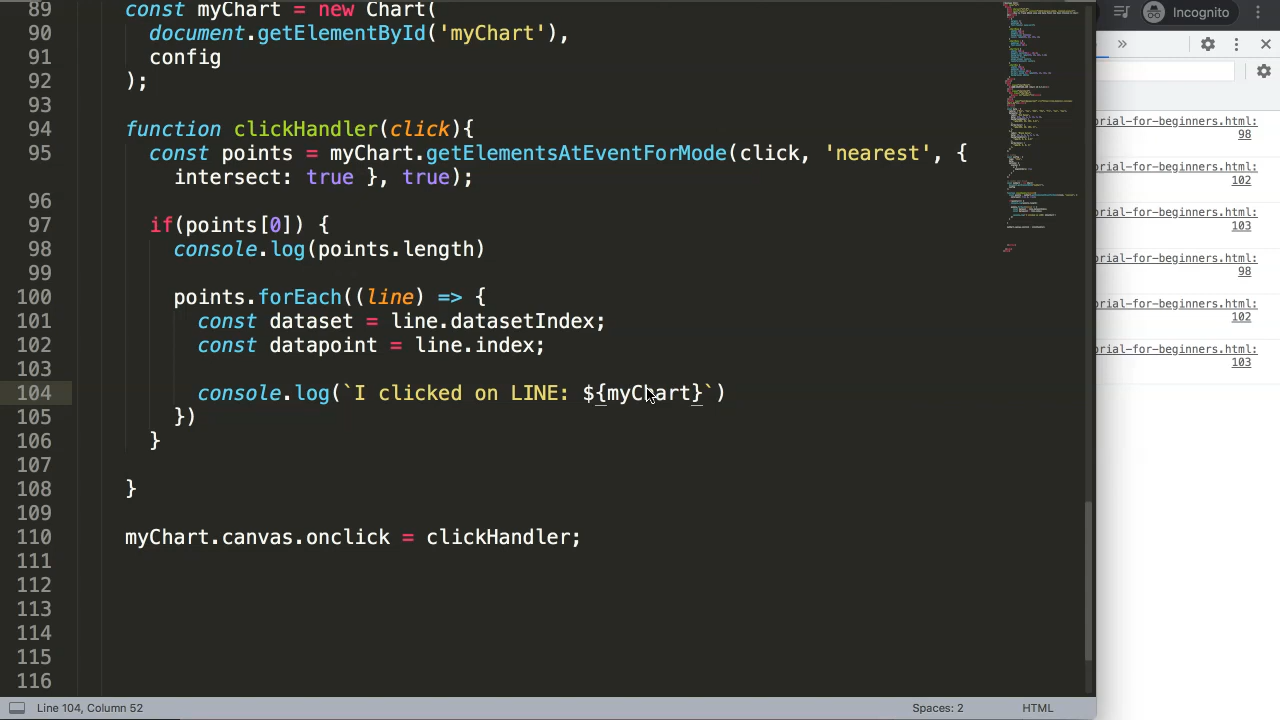 89 const myChart = new Chart(
90 document.getElementById('myChart'),
91 config
92 );
93
94 function clickHandler(click){
95 const points = myChart.getElementsAtEventForMode(click, 'nearest', {
intersect: true }, true);
96
97 if(points[0]) {
98 console.log(points.length)
99
100 points.forEach((line) => {
101 const dataset = line.datasetIndex;
102 const datapoint = line.index;
103
104 console.log(`I clicked on LINE: ${myChart}`)
105 })
106 }
107
108 }
109
110 myChart.canvas.onclick = clickHandler;
111
112
113
114
115
116
Line 104, Column 52
Spaces: 2
HTML
Incognito
orial-for-beginners.html:
98
orial-for-beginners.html:
102
orial-for-beginners.html:
103
orial-for-beginners.html:
98
orial-for-beginners.html:
102
orial-for-beginners.html:
103